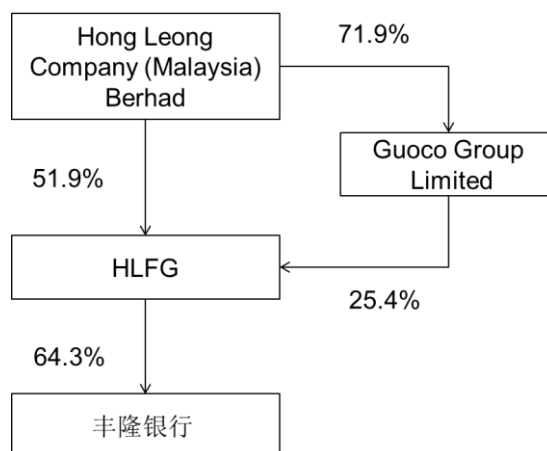 Hong Leong
Company (Malaysia)
Berhad
71.9%
Guoco Group
Limited
51.9%
HLFG
25.4%
64.3%
丰隆银行